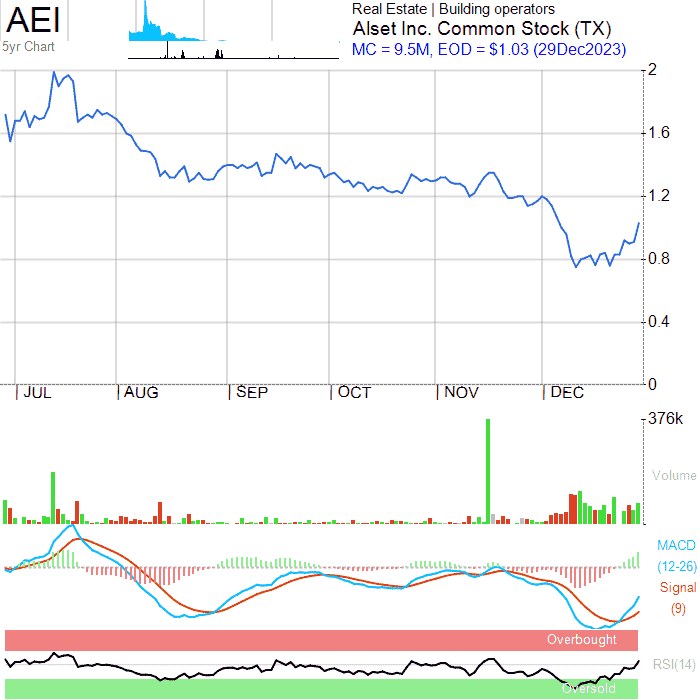 AEI
5yr Chart
Real Estate | Building operators
Alset Inc. Common Stock (TX)
MC = 9.5M, EOD = $1.03 (29Dec2023)
2
1.6
1.2
0.8
0.4
0
JUL AUG SEP OCT NOV DEC
376k
Volume
MACD
(12-26)
Signal
(9)
Overbought
RSI(14)
Oversold